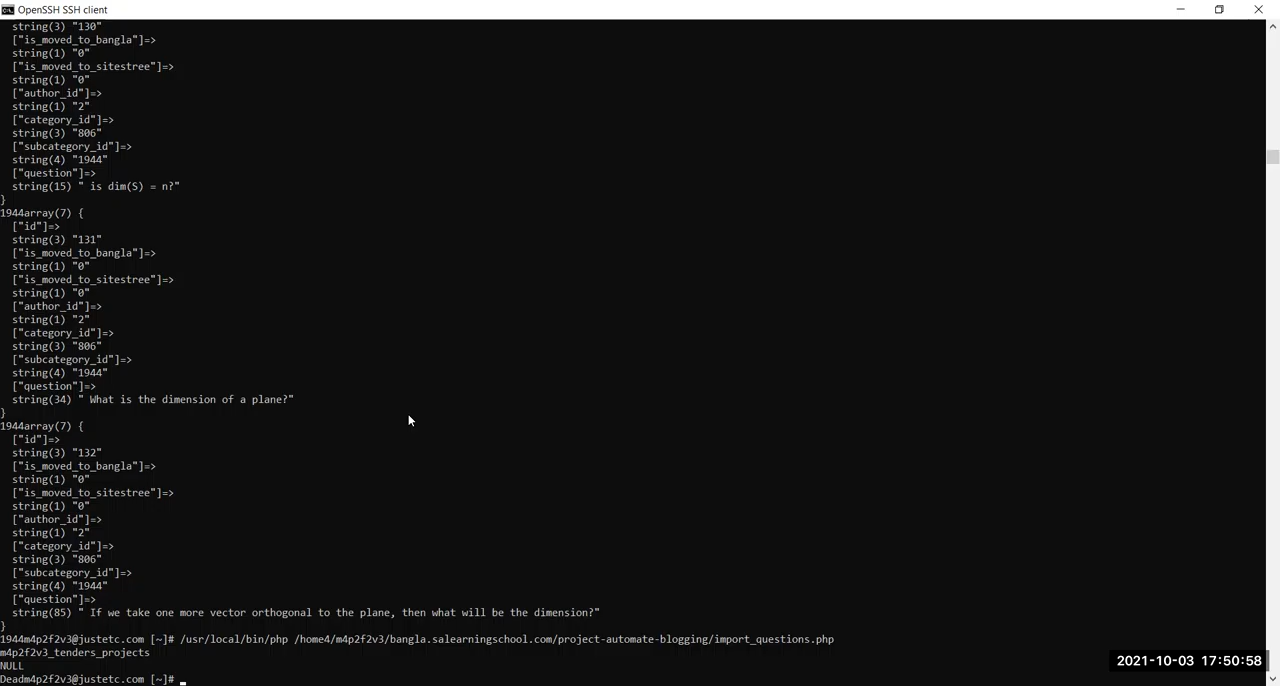 OpenSSH SSH client
string(3) "130"
["is_moved_to_bangla"]=>
string(1) "0"
["is_moved_to_sitestree"]=>
string(1) "0"
["author_id"]=>
string(1) "2"
["category_id"]=>
string(3) "806"
["subcategory_id"]=>
string(4) "1944"
["question"]=>
string(15) " is dim(S) = n?"
}
1944array(7) {
["id"]=>
string(3) "131"
["is_moved_to_bangla"]=>
string(1) "0"
["is_moved_to_sitestree"]=>
string(1) "0"
["author_id"]=>
string(1) "2"
["category_id"]=>
string(3) "806"
["subcategory_id"]=>
string(4) "1944"
["question"]=>
string(34) " What is the dimension of a plane?"
}
1944array(7) {
["id"]=>
string(3) "132"
["is_moved_to_bangla"]=>
string(1) "0"
["is_moved_to_sitestree"]=>
string(1) "0"
["author_id"]=>
string(1) "2"
["category_id"]=>
string(3) "806"
["subcategory_id"]=>
string(4) "1944"
["question"]=>
string(85) " If we take one more vector orthogonal to the plane, then what will be the dimension?"
}
1944m4p2f2v3@justetc.com [~]# /usr/local/bin/php /home4/m4p2f2v3/bangla.salearningschool.com/project-automate-blogging/import_questions.php
m4p2f2v3_tenders_projects
NULL
Deadm4p2f2v3@justetc.com [~]#
2021-10-03 17:50:58